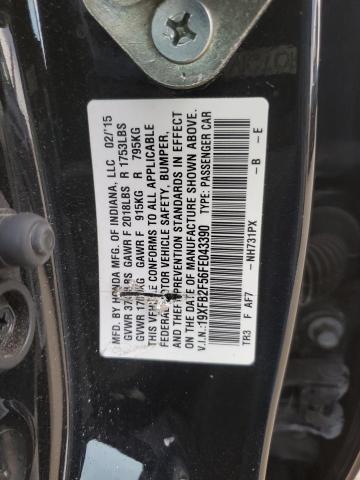 MFD. BY HONDA MFG. OF INDIANA, LLC 02/'15
GAWR F 2018LBS R 1753LBS
GAWR F 915KG R 795KG
THIS VEHICLE CONFORMS TO ALL APPLICABLE
FEDERAL MOTOR VEHICLE SAFETY, BUMPER,
AND THEFT PREVENTION STANDARDS IN EFFECT
ON THE DATE OF MANUFACTURE SHOWN ABOVE.
V.I.N.:19XFB2F56FE043390 TYPE: PASSENGER CAR
NH731PX - B - E
TR3 F AF7